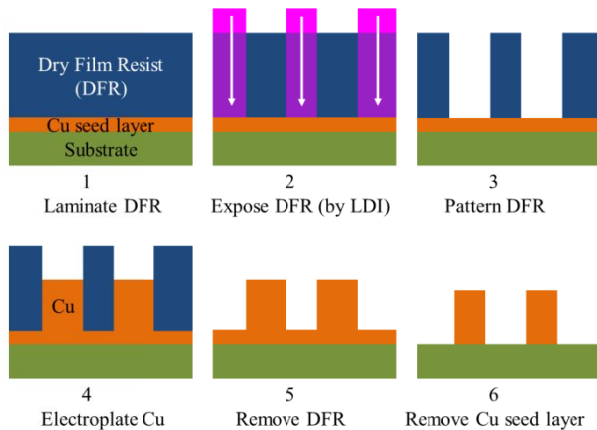 Dry Film Resist
(DFR)
Cu seed layer
Substrate
1
Laminate DFR
2
Expose DFR (by LDI)
3
Pattern DFR
Cu
4
Electroplate Cu
5
Remove DFR
6
Remove Cu seed layer